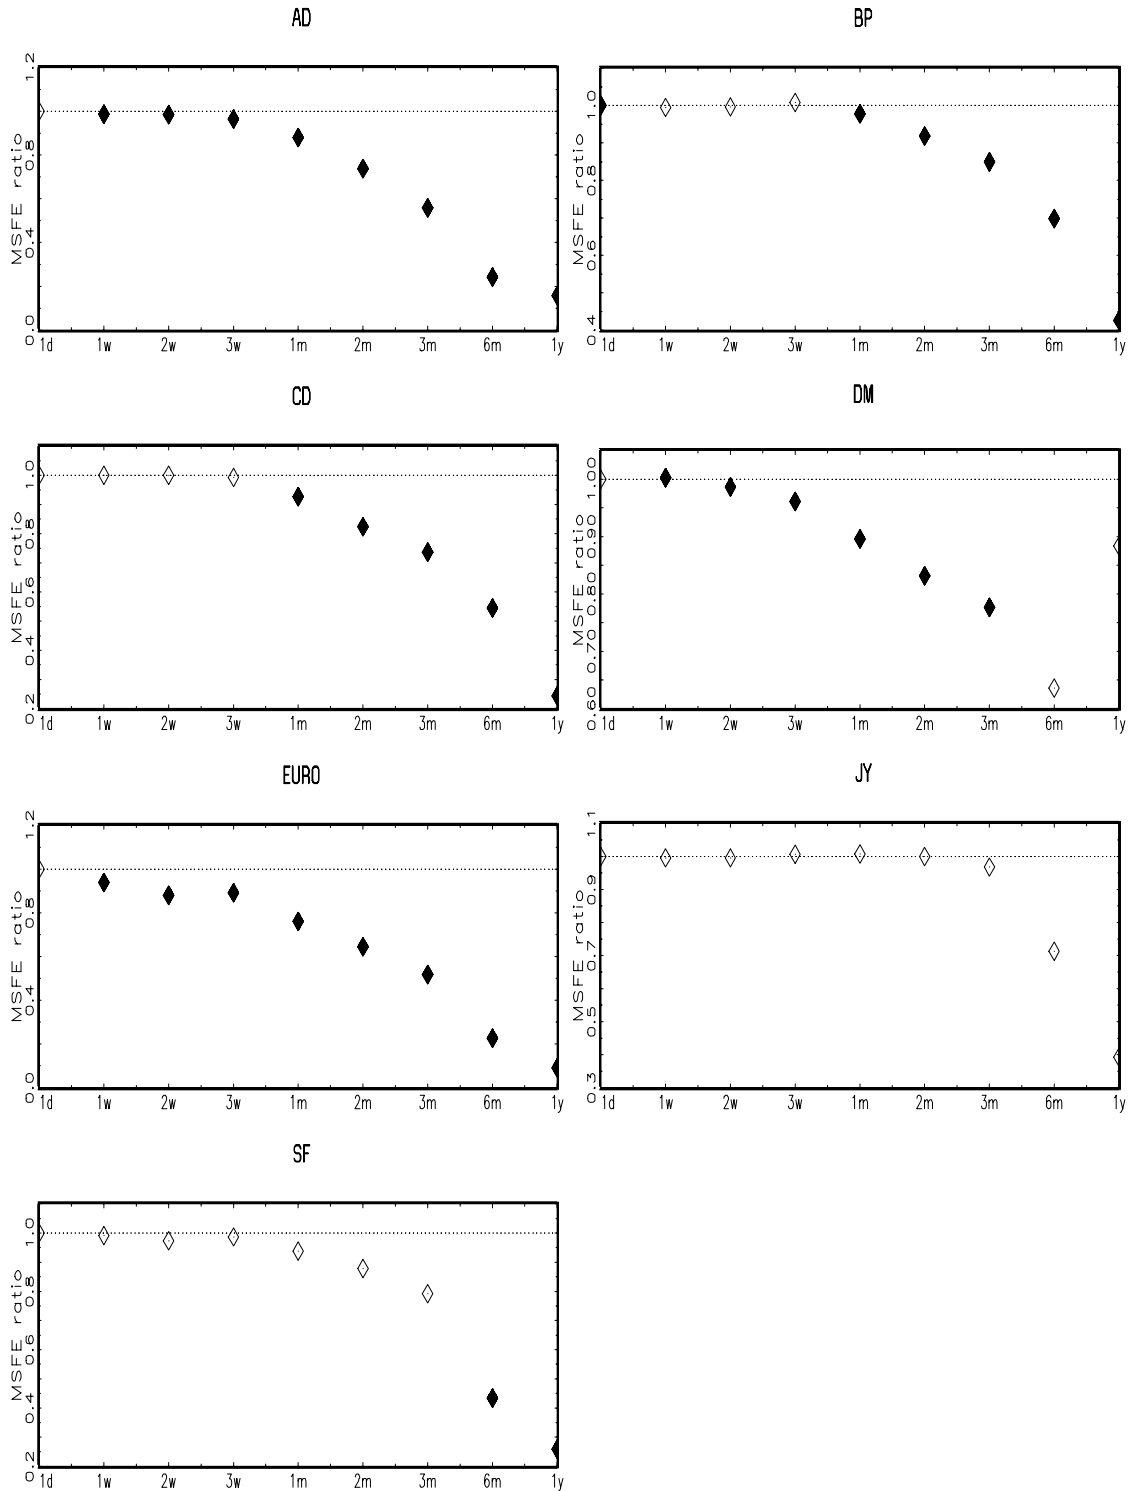 AD
MSFE ratio
0.0 0.4 0.8 1.2
1d 1w 2w 3w 1m 2m 3m 6m 1y
BP
MSFE ratio
0.4 0.6 0.8 1.0
1d 1w 2w 3w 1m 2m 3m 6m 1y
CD
MSFE ratio
0.2 0.4 0.6 0.8 1.0
1d 1w 2w 3w 1m 2m 3m 6m 1y
DM
MSFE ratio
0.60 0.70 0.80 0.90 1.00
1d 1w 2w 3w 1m 2m 3m 6m 1y
EURO
MSFE ratio
0.0 0.4 0.8 1.2
1d 1w 2w 3w 1m 2m 3m 6m 1y
JY
MSFE ratio
0.3 0.5 0.7 0.9 1.1
1d 1w 2w 3w 1m 2m 3m 6m 1y
SF
MSFE ratio
0.2 0.4 0.6 0.8 1.0
1d 1w 2w 3w 1m 2m 3m 6m 1y